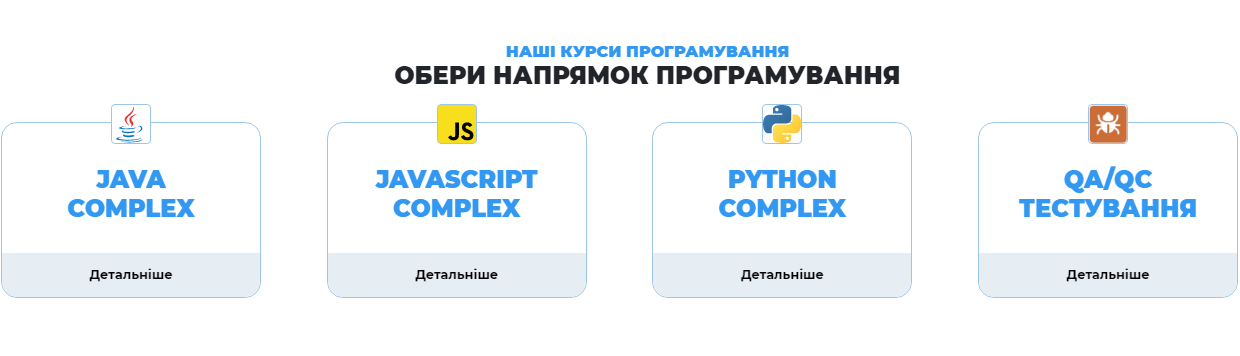 НАШІ КУРСИ ПРОГРАМУВАННЯ
ОБЕРИ НАПРЯМОК ПРОГРАМУВАННЯ
JAVA
COMPLEX
Детальніше
JS
JAVASCRIPT
COMPLEX
Детальніше
PYTHON
COMPLEX
Детальніше
QA/QC
ТЕСТУВАННЯ
Детальніше